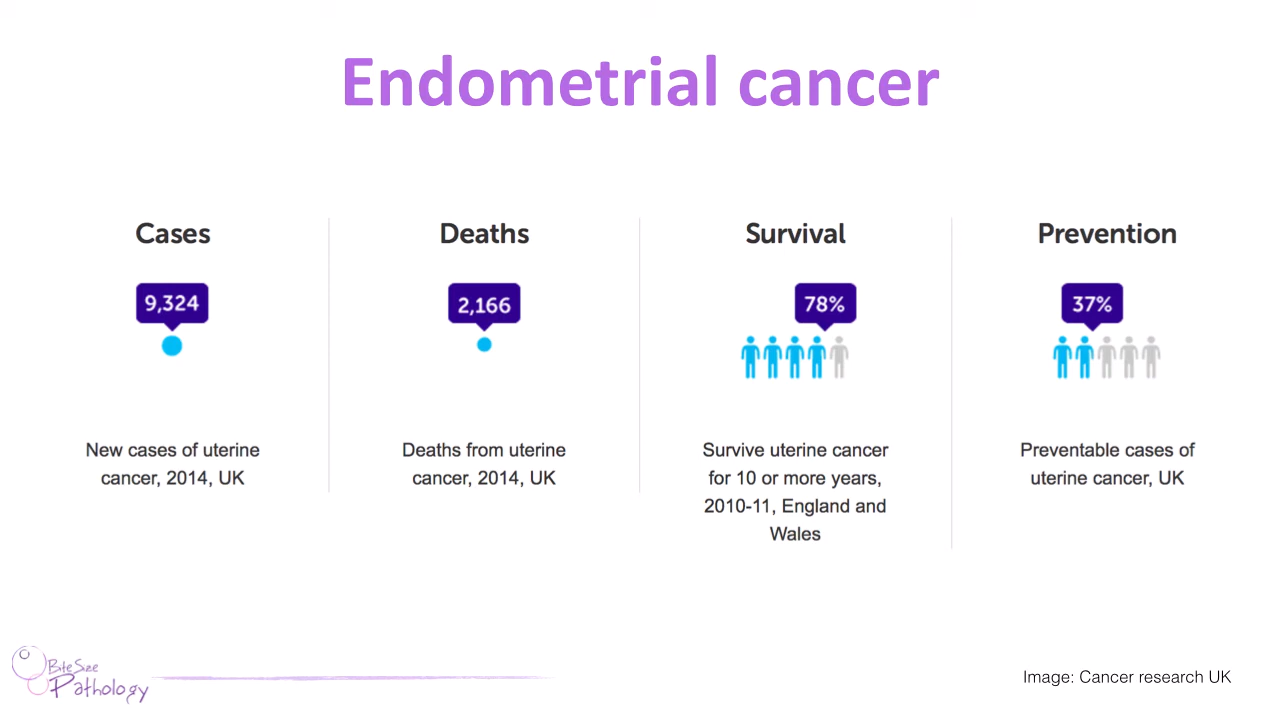 Endometrial cancer
Cases
9,324
New cases of uterine
cancer, 2014, UK
Deaths
2,166
Deaths from uterine
cancer, 2014, UK
Survival
78%
Survive uterine cancer
for 10 or more years,
2010-11, England and
Wales
Prevention
37%
Preventable cases of
uterine cancer, UK
BiteSize
Pathology
Image: Cancer research UK